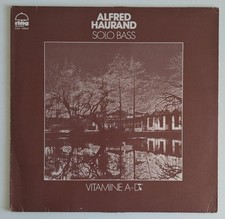 ALFRED
HAURAND
SOLO BASS
VITAMINE A-D